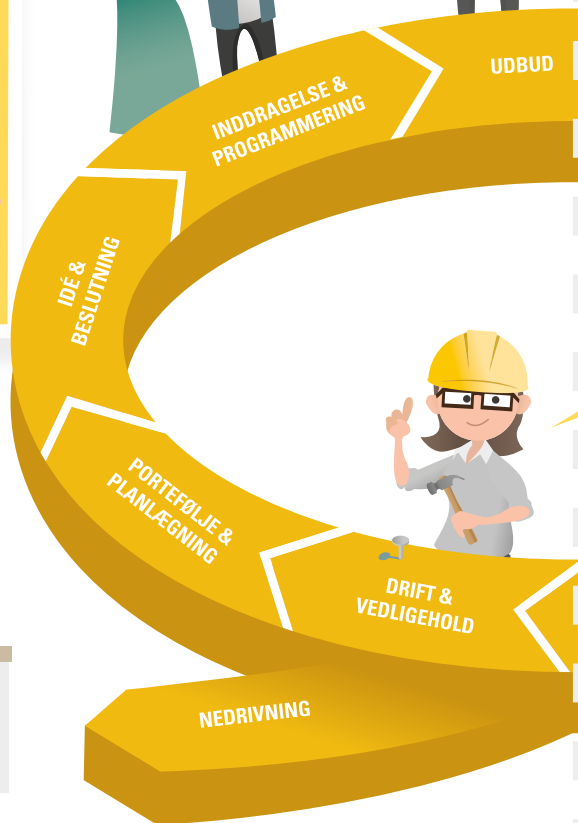 UDBUD
INDDRAGELSE &
PROGRAMMERING
IDÉ &
BESLUTNING
PORTEFØLJE &
PLANLÆGNING
DRIFT &
VEDLIGEHOLD
NEDRIVNING